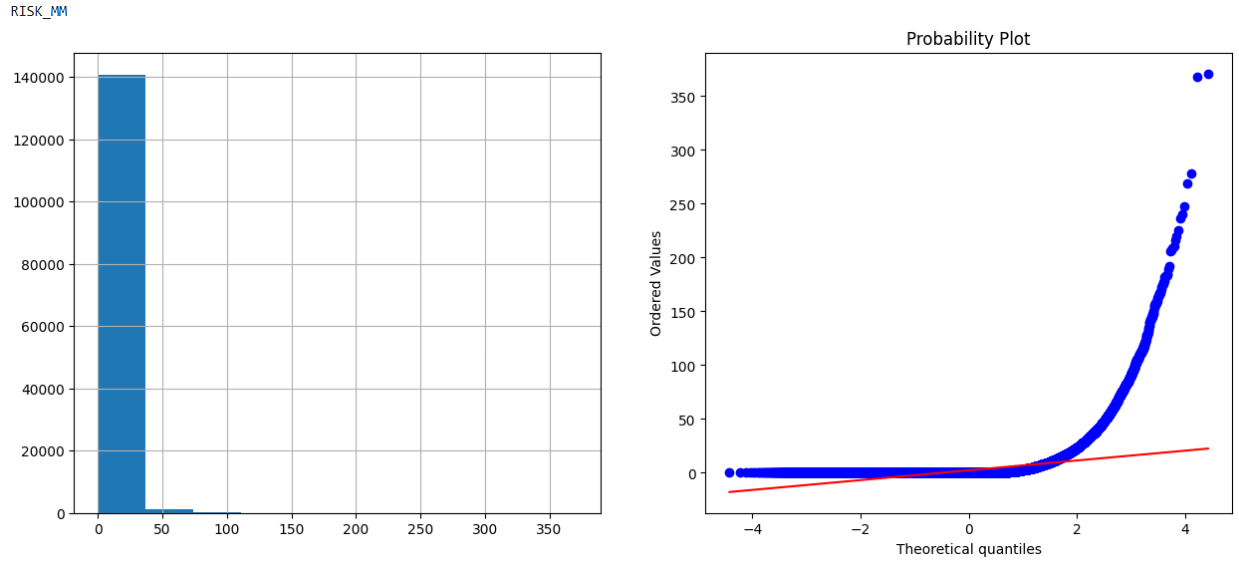 RISK_MM
140000
120000
100000
80000
60000
40000
20000
0
0 50 100 150 200 250 300 350
Probability Plot
Ordered Values
350
300
250
200
150
100
50
0
−4 −2 0 2 4
Theoretical quantiles